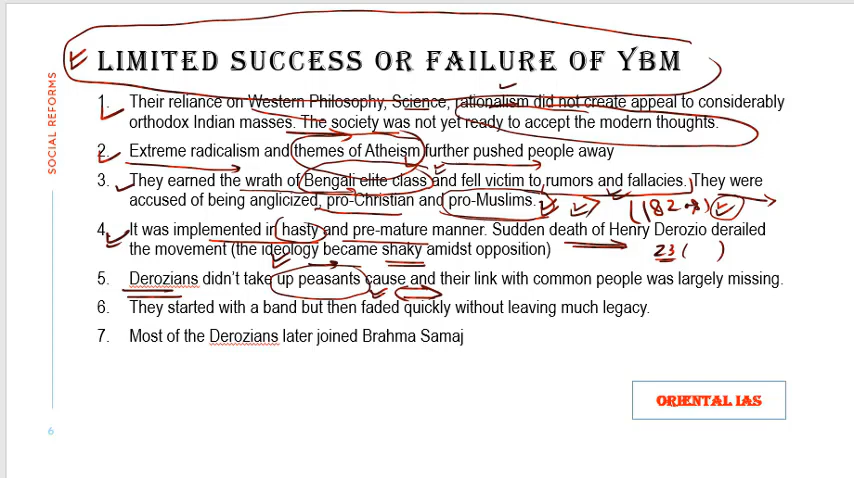 LIMITED SUCCESS OR FAILURE OF YBM
SOCIAL REFORMS
1. Their reliance on Western Philosophy, Science, rationalism did not create appeal to considerably
orthodox Indian masses. The society was not yet ready to accept the modern thoughts.
2. Extreme radicalism and themes of Atheism further pushed people away
3. They earned the wrath of Bengali elite class and fell victim to rumors and fallacies. They were
accused of being anglicized, pro-Christian and pro-Muslims.
4. It was implemented in hasty and pre-mature manner. Sudden death of Henry Derozio derailed
the movement (the ideology became shaky amidst opposition)
23 ( )
5. Derozians didn't take up peasants cause and their link with common people was largely missing.
6. They started with a band but then faded quickly without leaving much legacy.
7. Most of the Derozians later joined Brahma Samaj
ORIENTAL IAS
6